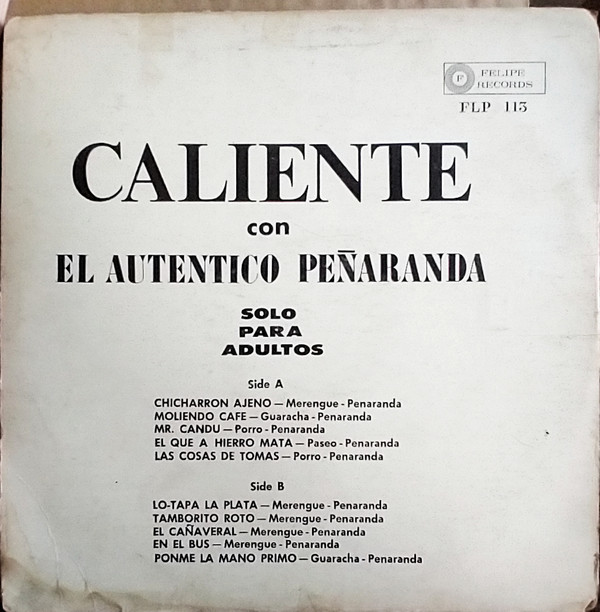 F
FELIPE
RECORDS
FLP 113
CALIENTE
con
EL AUTENTICO PEÑARANDA
SOLO
PARA
ADULTOS
Side A
CHICHARRON AJENO — Merengue - Penaranda
MOLIENDO CAFE — Guaracha - Penaranda
MR. CANDU — Porro - Penaranda
EL QUE A HIERRO MATA — Paseo - Penaranda
LAS COSAS DE TOMAS — Porro - Penaranda
Side B
LO-TAPA LA PLATA — Merengue - Penaranda
TAMBORITO ROTO — Merengue - Penaranda
EL CAÑAVERAL — Merengue - Penaranda
EN EL BUS — Merengue - Penaranda
PONME LA MANO PRIMO — Guaracha - Penaranda